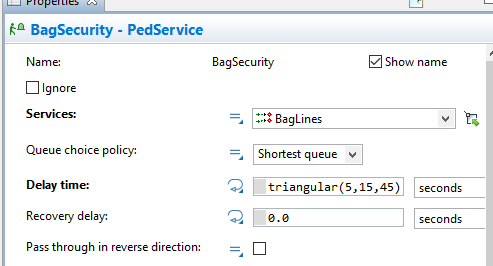 Properties
BagSecurity - PedService
Name: BagSecurity Show name
Ignore
Services: BagLines
Queue choice policy: Shortest queue
Delay time: triangular(5,15,45) seconds
Recovery delay: 0.0 seconds
Pass through in reverse direction: